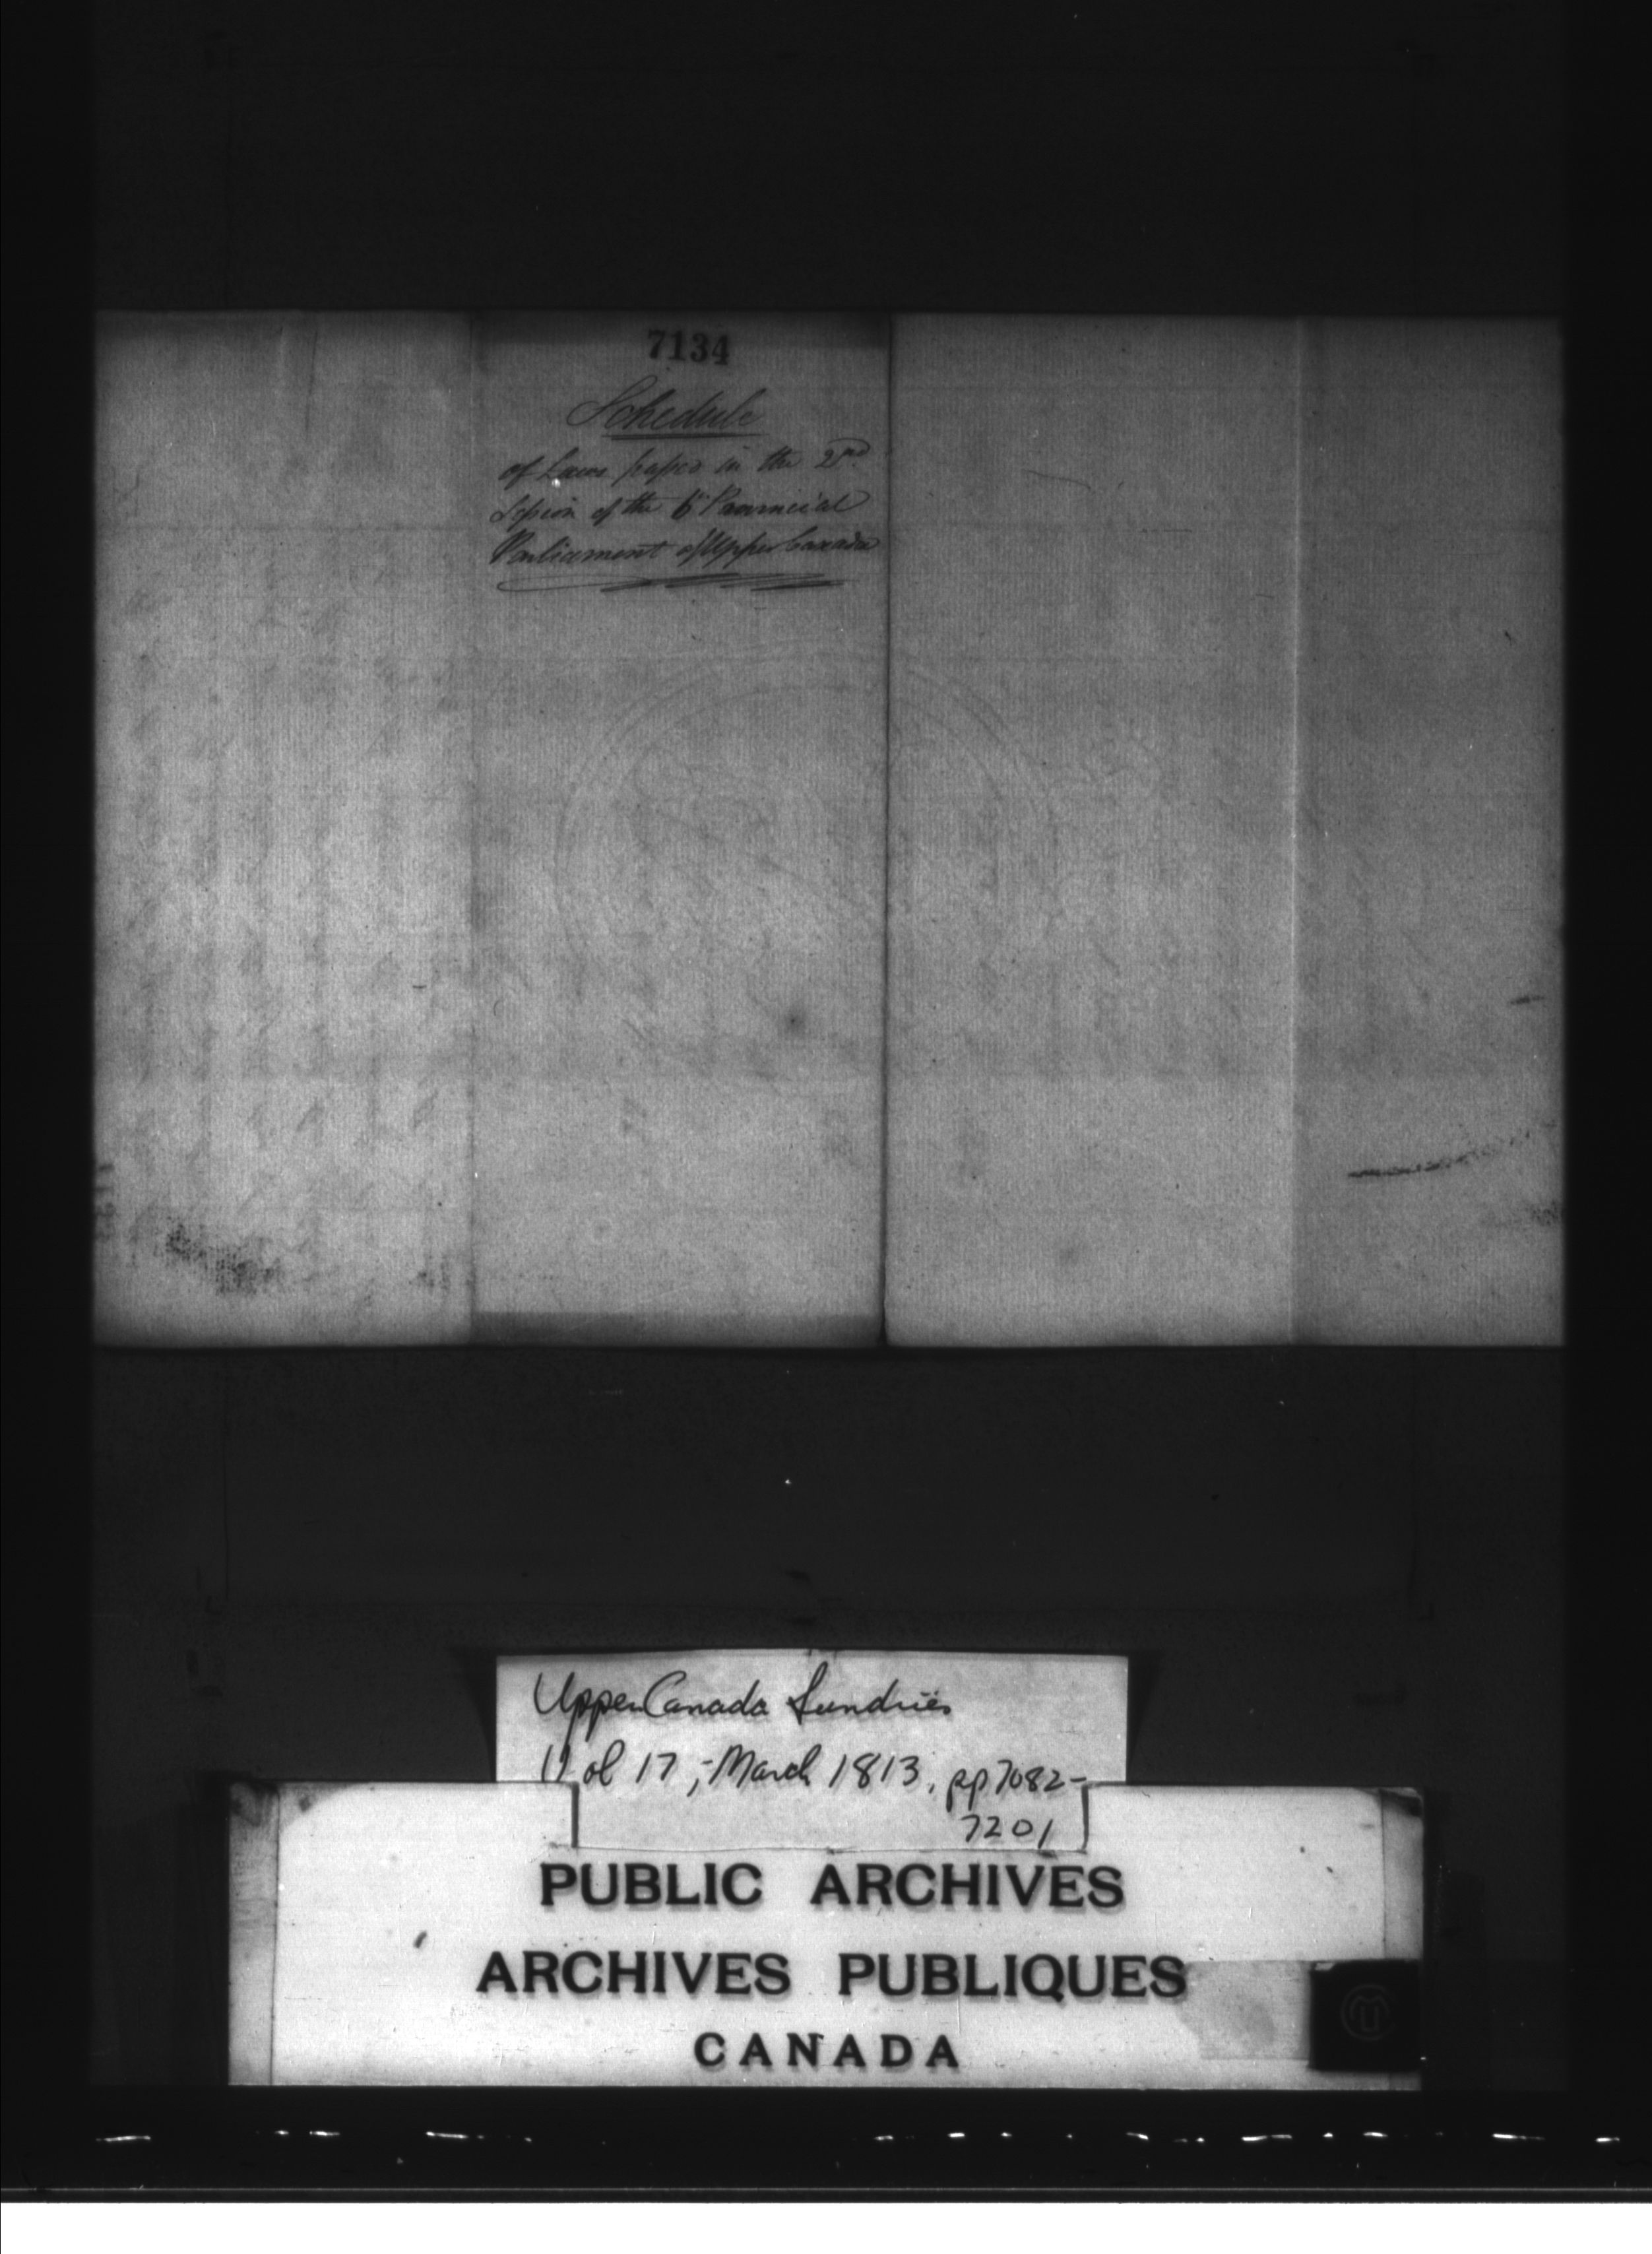 7134
Schedule
of Laws passed in the 2nd
Session of the 6th Provincial
Parliament of Upper Canada
Upper Canada Sundries
Vol 17, - March 1813, pp 7082-
7201
PUBLIC ARCHIVES
ARCHIVES PUBLIQUES
CANADA